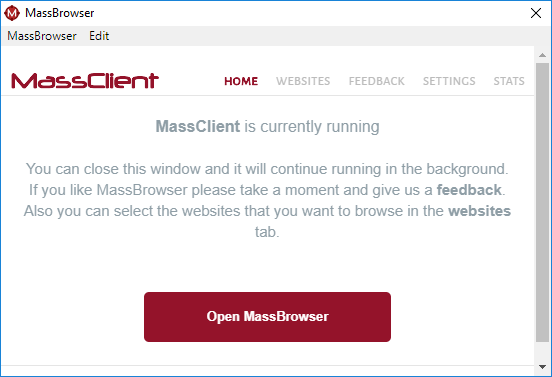 MassBrowser
MassBrowser Edit
MassClient HOME WEBSITES FEEDBACK SETTINGS STATS
MassClient is currently running
You can close this window and it will continue running in the background.
If you like MassBrowser please take a moment and give us a feedback.
Also you can select the websites that you want to browse in the websites
tab.
Open MassBrowser